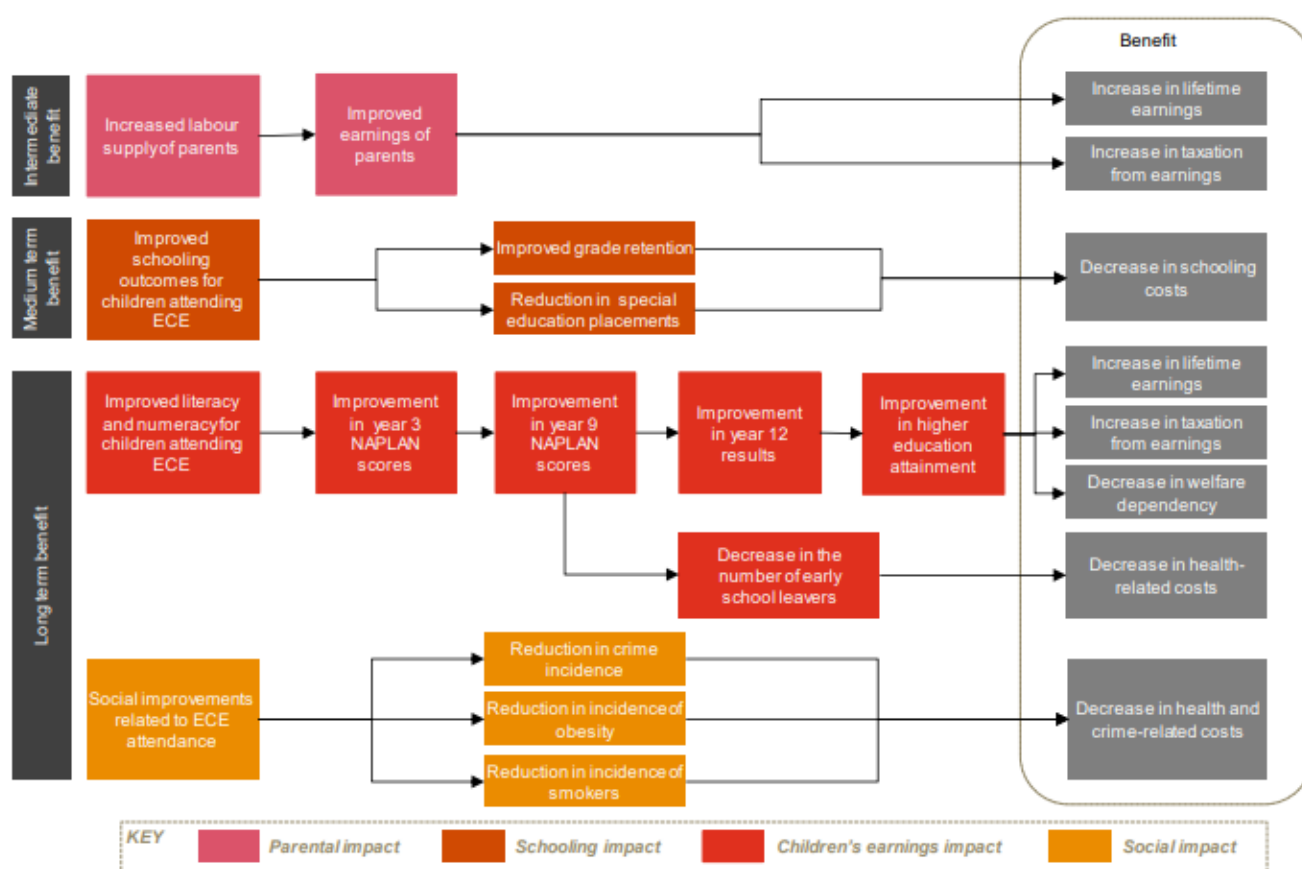 Benefit
Intermediate
benefit
Increased labour
supply of parents
Improved
earnings of
parents
Increase in lifetime
earnings
Increase in taxation
from earnings
Medium term
benefit
Improved
schooling
outcomes for
children attending
ECE
Improved grade retention
Reduction in special
education placements
Decrease in schooling
costs
Long term benefit
Improved literacy
and numeracy for
children attending
ECE
Improvement
in year 3
NAPLAN
scores
Improvement
in year 9
NAPLAN
scores
Improvement
in year 12
results
Improvement
in higher
education
attainment
Increase in lifetime
earnings
Increase in taxation
from earnings
Decrease in welfare
dependency
Decrease in the
number of early
school leavers
Decrease in health-
related costs
Social improvements
related to ECE
attendance
Reduction in crime
incidence
Reduction in incidence of
obesity
Reduction in incidence of
smokers
Decrease in health and
crime-related costs
KEY
Parental impact
Schooling impact
Children's earnings impact
Social impact